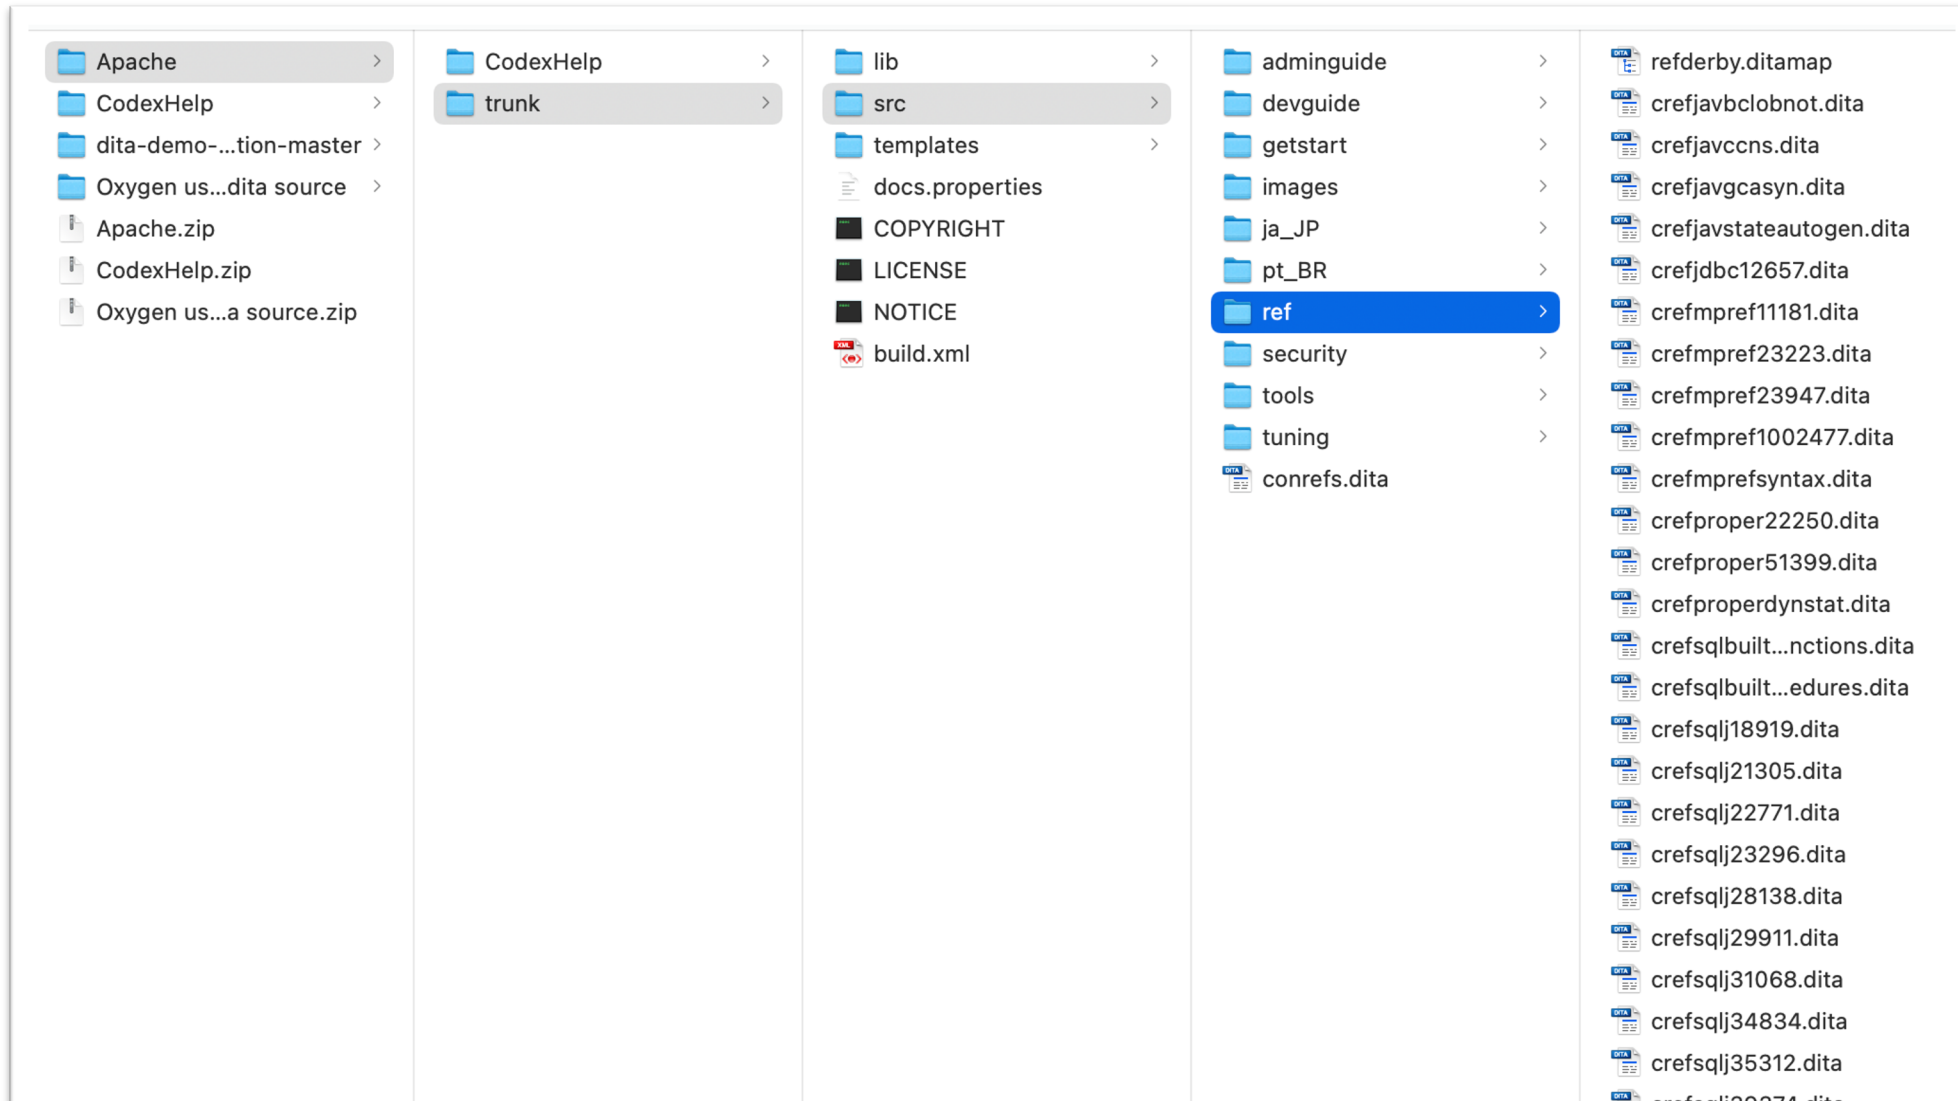 Apache
CodexHelp
dita-demo-...tion-master
Oxygen us...dita source
Apache.zip
CodexHelp.zip
Oxygen us...a source.zip
CodexHelp
trunk
lib
src
templates
docs.properties
COPYRIGHT
LICENSE
NOTICE
build.xml
adminguide
devguide
getstart
images
ja_JP
pt_BR
ref
security
tools
tuning
conrefs.dita
refderby.ditamap
crefjavbclobnot.dita
crefjavccns.dita
crefjavgcasyn.dita
crefjavstateautogen.dita
crefjdbc12657.dita
crefmpref11181.dita
crefmpref23223.dita
crefmpref23947.dita
crefmpref1002477.dita
crefmprefsyntax.dita
crefproper22250.dita
crefproper51399.dita
crefproperdynstat.dita
crefsqlbuilt...nctions.dita
crefsqlbuilt...edures.dita
crefsqlj18919.dita
crefsqlj21305.dita
crefsqlj22771.dita
crefsqlj23296.dita
crefsqlj28138.dita
crefsqlj29911.dita
crefsqlj31068.dita
crefsqlj34834.dita
crefsqlj35312.dita